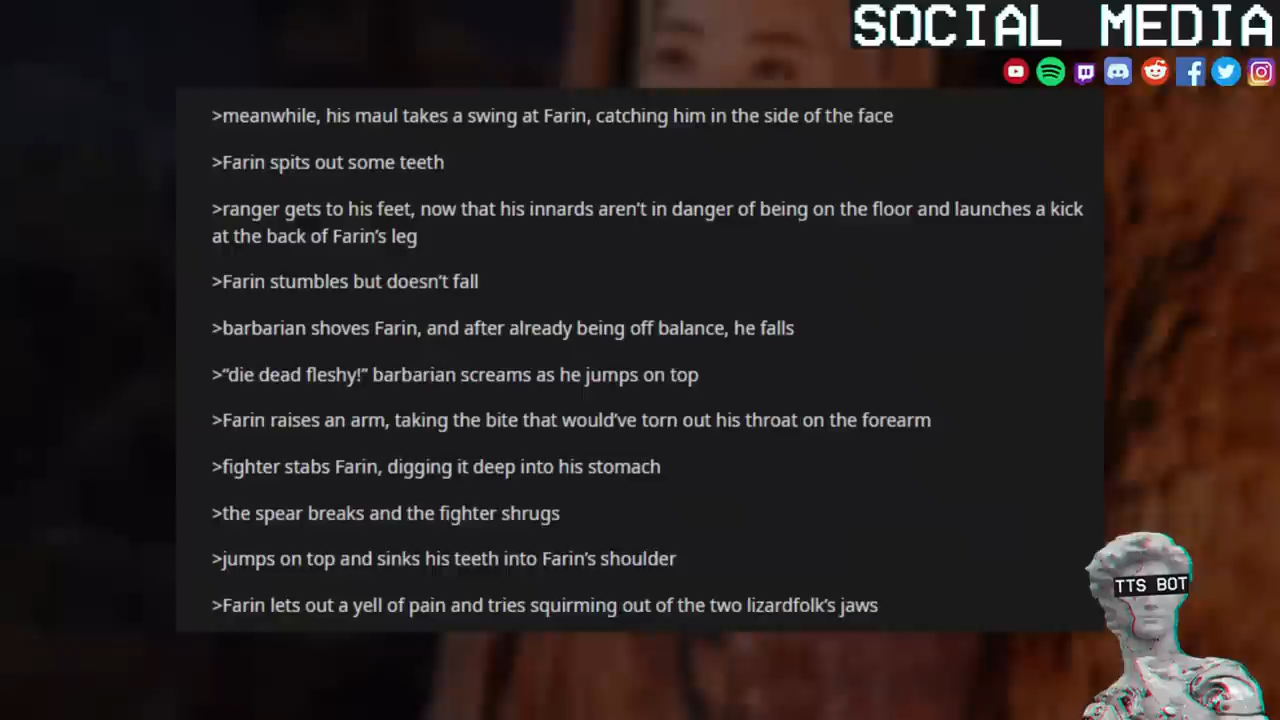 SOCIAL MEDIA
>meanwhile, his maul takes a swing at Farin, catching him in the side of the face
>Farin spits out some teeth
>ranger gets to his feet, now that his innards aren’t in danger of being on the floor and launches a kick
at the back of Farin’s leg
>Farin stumbles but doesn’t fall
>barbarian shoves Farin, and after already being off balance, he falls
>“die dead fleshy!” barbarian screams as he jumps on top
>Farin raises an arm, taking the bite that would’ve torn out his throat on the forearm
>fighter stabs Farin, digging it deep into his stomach
>the spear breaks and the fighter shrugs
>jumps on top and sinks his teeth into Farin’s shoulder
>Farin lets out a yell of pain and tries squirming out of the two lizardfolk’s jaws
TTS BOT